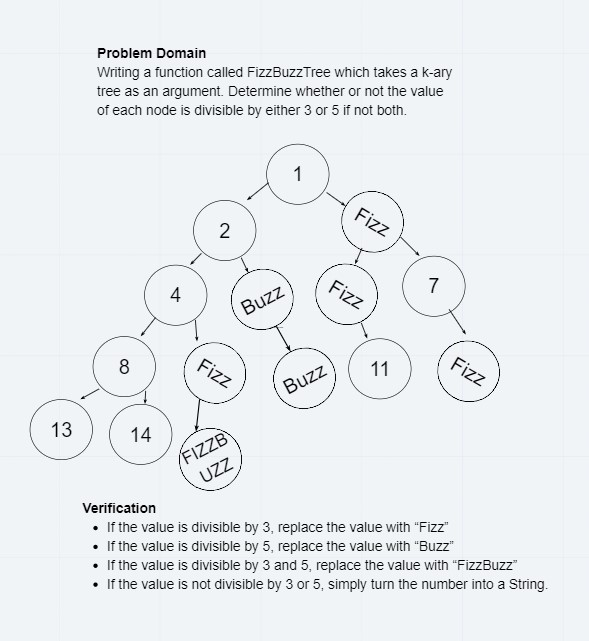 Problem Domain
Writing a function called FizzBuzzTree which takes a k-ary
tree as an argument. Determine whether or not the value
of each node is divisible by either 3 or 5 if not both.
1
2
Fizz
4
Buzz
Fizz
7
8
Fizz
Buzz
11
Fizz
13
14
FIZZB
UZZ
Verification
• If the value is divisible by 3, replace the value with “Fizz”
• If the value is divisible by 5, replace the value with “Buzz”
• If the value is divisible by 3 and 5, replace the value with “FizzBuzz”
• If the value is not divisible by 3 or 5, simply turn the number into a String.